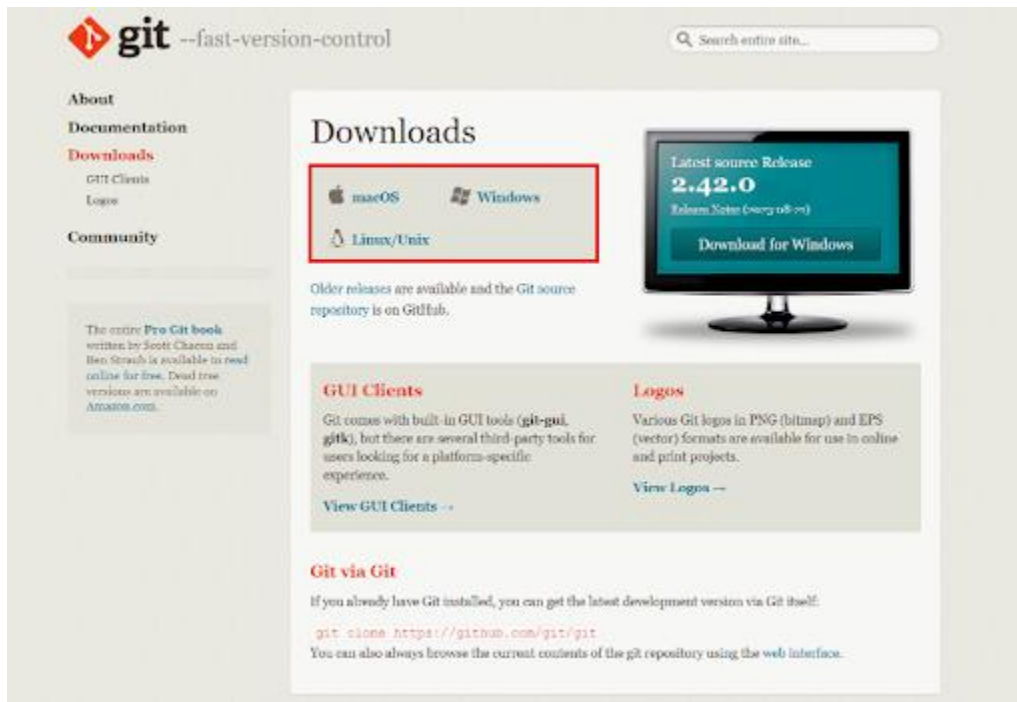 git --fast-version-control
Search entire site...
About
Documentation
Downloads
GUI Clients
Logos
Community
The entire Pro Git book
written by Scott Chacon and
Ben Straub is available to read
online for free. Dead tree
versions are available on
Amazon.com.
Downloads
macOS
Windows
Linux/Unix
Older releases are available and the Git source
repository is on GitHub.
Latest source Release
2.42.0
Release Notes (2023-08-21)
Download for Windows
GUI Clients
Git comes with built-in GUI tools (git-gui,
gitk), but there are several third-party tools for
users looking for a platform-specific
experience.
View GUI Clients →
Logos
Various Git logos in PNG (bitmap) and EPS
(vector) formats are available for use in online
and print projects.
View Logos →
Git via Git
If you already have Git installed, you can get the latest development version via Git itself:
git clone https://github.com/git/git
You can also always browse the current contents of the git repository using the web interface.